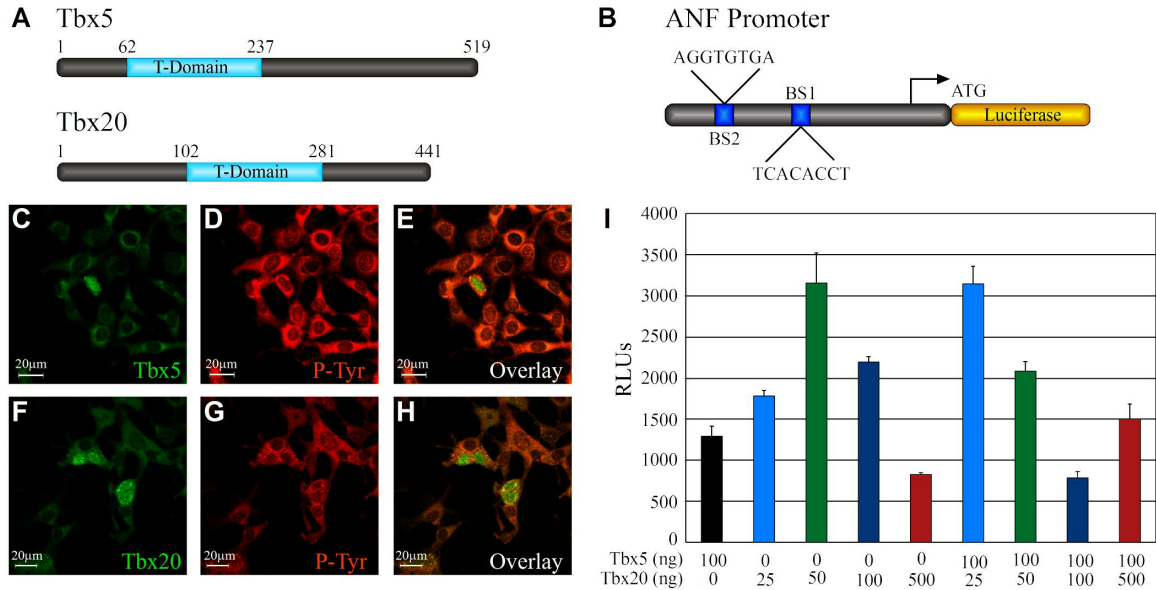 A
Tbx5
1 62 237 519
T-Domain
Tbx20
1 102 281 441
T-Domain
B
ANF Promoter
AGGTGTGA
BS1
ATG
Luciferase
BS2
TCACACCT
C
20µm
Tbx5
D
20µm
P-Tyr
E
20µm
Overlay
F
20µm
Tbx20
G
20µm
P-Tyr
H
20µm
Overlay
I
RLUs
4000
3500
3000
2500
2000
1500
1000
500
0
Tbx5 (ng) 100 0 0 0 0 100 100 100 100
Tbx20 (ng) 0 25 50 100 500 25 50 100 500